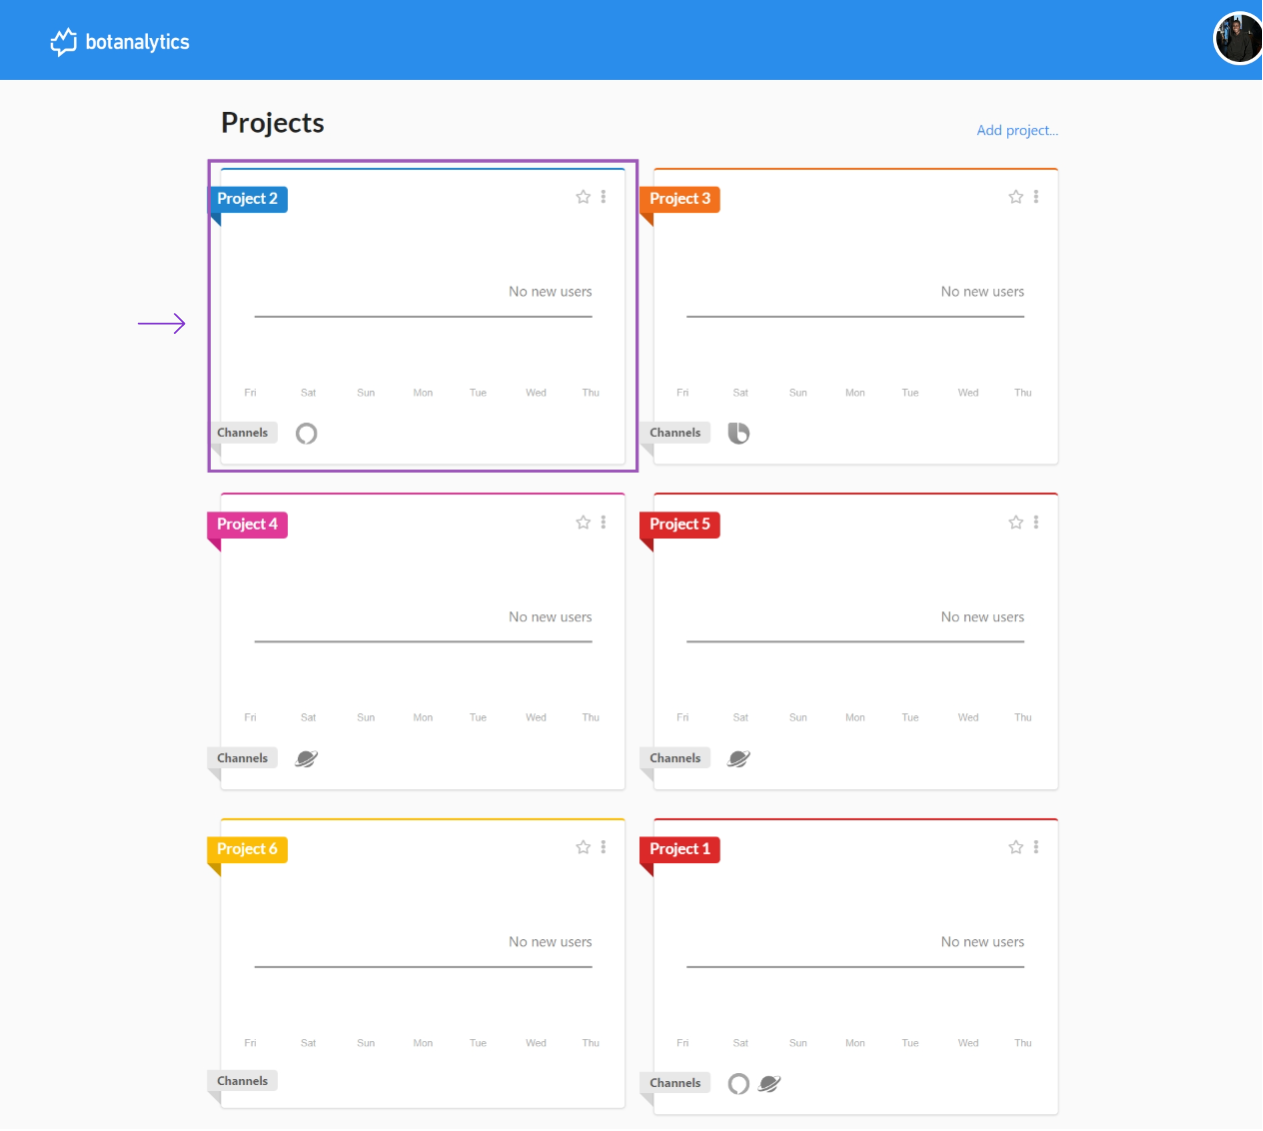 botanalytics
Projects
Add project...
Project 2
No new users
Fri Sat Sun Mon Tue Wed Thu
Channels
Project 3
No new users
Fri Sat Sun Mon Tue Wed Thu
Channels
Project 4
No new users
Fri Sat Sun Mon Tue Wed Thu
Channels
Project 5
No new users
Fri Sat Sun Mon Tue Wed Thu
Channels
Project 6
No new users
Fri Sat Sun Mon Tue Wed Thu
Channels
Project 1
No new users
Fri Sat Sun Mon Tue Wed Thu
Channels